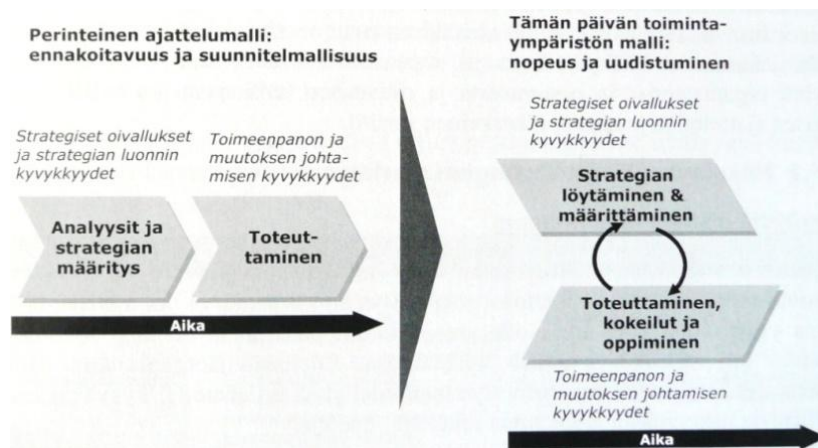 Perinteinen ajattelumalli:
ennakoitavuus ja suumitelmallisuus
Strategiset oivallukset
ja strategian luonnin
kyvykkyydet
Toimeenpanon ja
muutoksen johta-
misen kyvykkyydet
Analyysit ja
strategian
määritys
Toteut-
taminen
Aika
Tämän päivän toiminta-
ympäristön malli:
nopeus ja uudistuminen
Strategiset oivallukset
ja strategian luonnin
kyvykkyydet
Strategian
löytäminen &
määrittäminen
Toteuttaminen,
kokeilut ja
oppiminen
Toimeenpanon ja
muutoksen johtamisen
kyvykkyydet
Aika